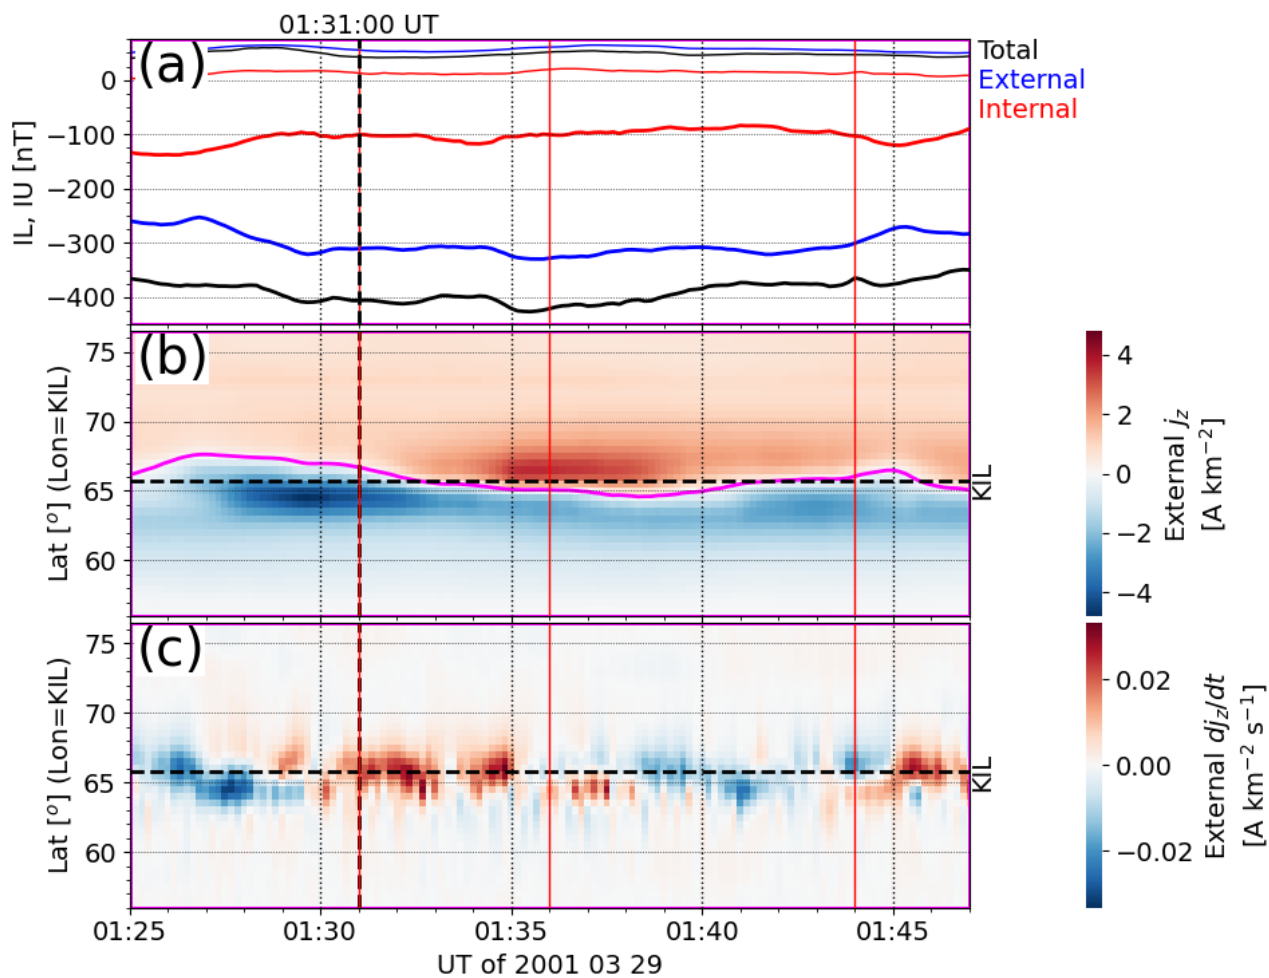 01:31:00 UT
(a)
Total
External
Internal
0
−100
−200
−300
−400
IL, IU [nT]
(b)
75
70
65
60
Lat [°] (Lon=KIL)
KIL
4
2
0
−2
−4
External jz
[A km−2]
(c)
75
70
65
60
Lat [°] (Lon=KIL)
KIL
0.02
0.00
−0.02
External djz/dt
[A km−2 s−1]
01:25
01:30
01:35
01:40
01:45
UT of 2001 03 29